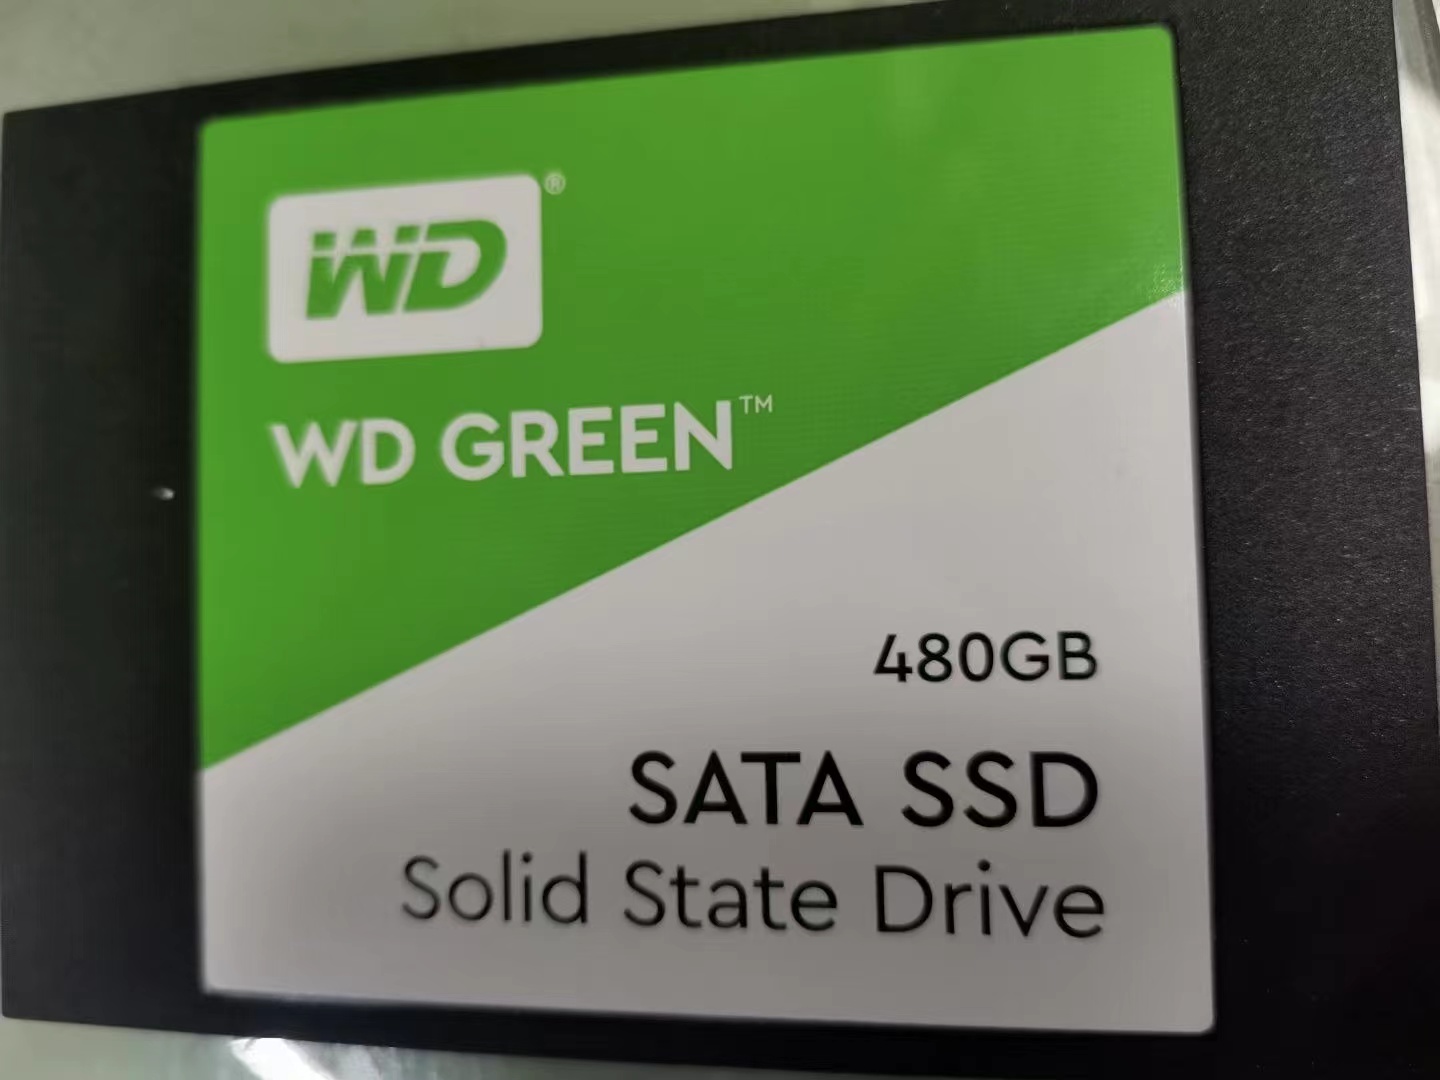 WD®
WD GREEN™
480GB
SATA SSD
Solid State Drive